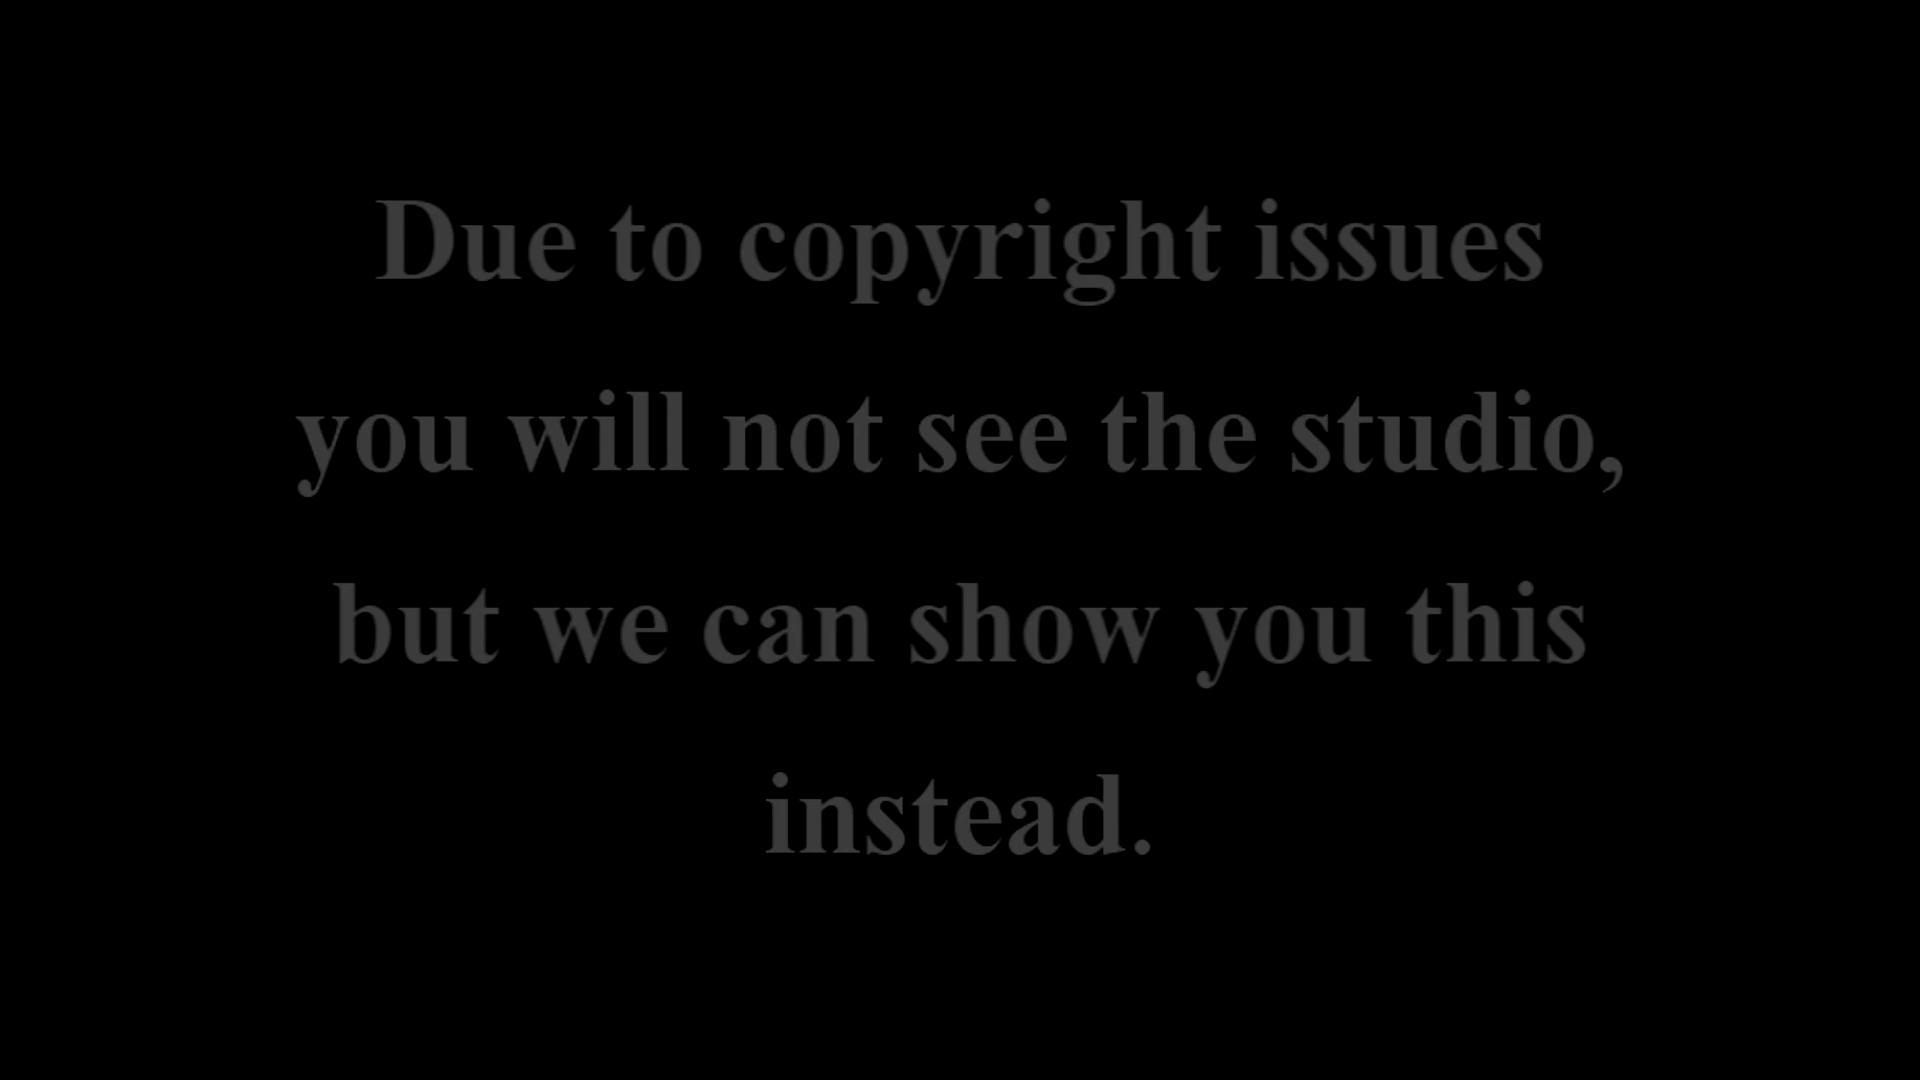 Due to copyright issues
you will not see the studio,
but we can show you this
instead.